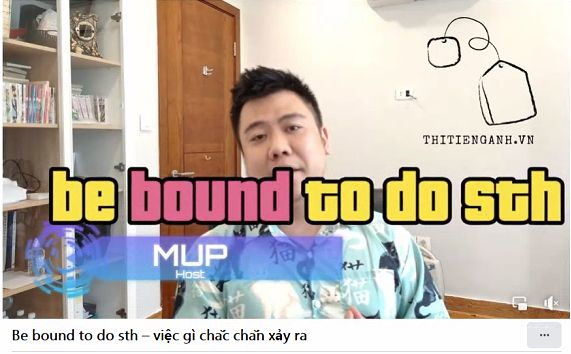 THITIENGANH.VN
be bound to do sth
MUP
Host
Be bound to do sth – việc gì chắc chắn xảy ra